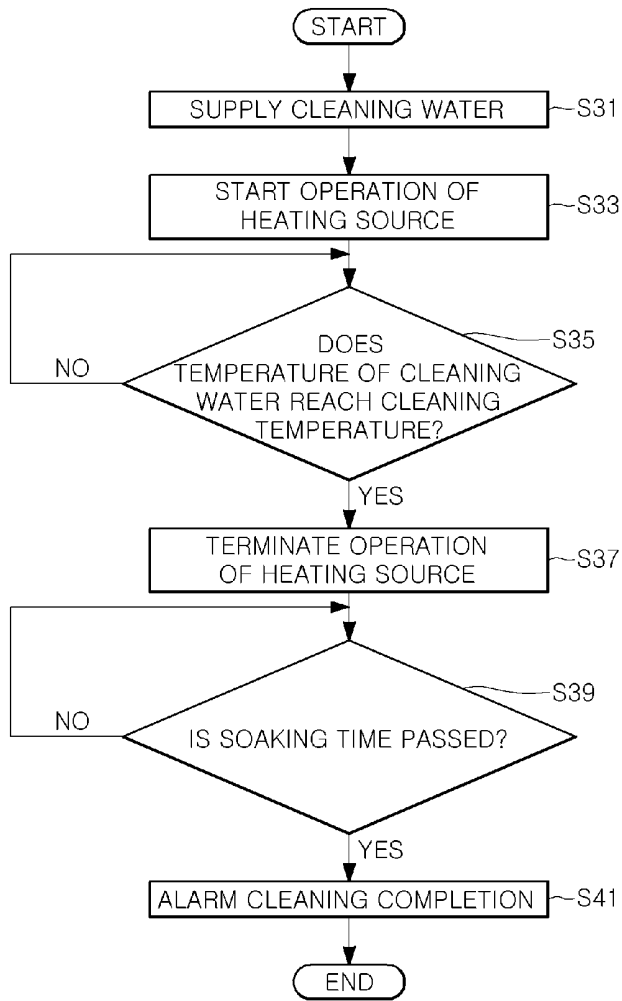 START
SUPPLY CLEANING WATER
S31
START OPERATION OF
HEATING SOURCE
S33
DOES
TEMPERATURE OF CLEANING
WATER REACH CLEANING
TEMPERATURE?
S35
NO
YES
TERMINATE OPERATION
OF HEATING SOURCE
S37
IS SOAKING TIME PASSED?
S39
NO
YES
ALARM CLEANING COMPLETION
S41
END